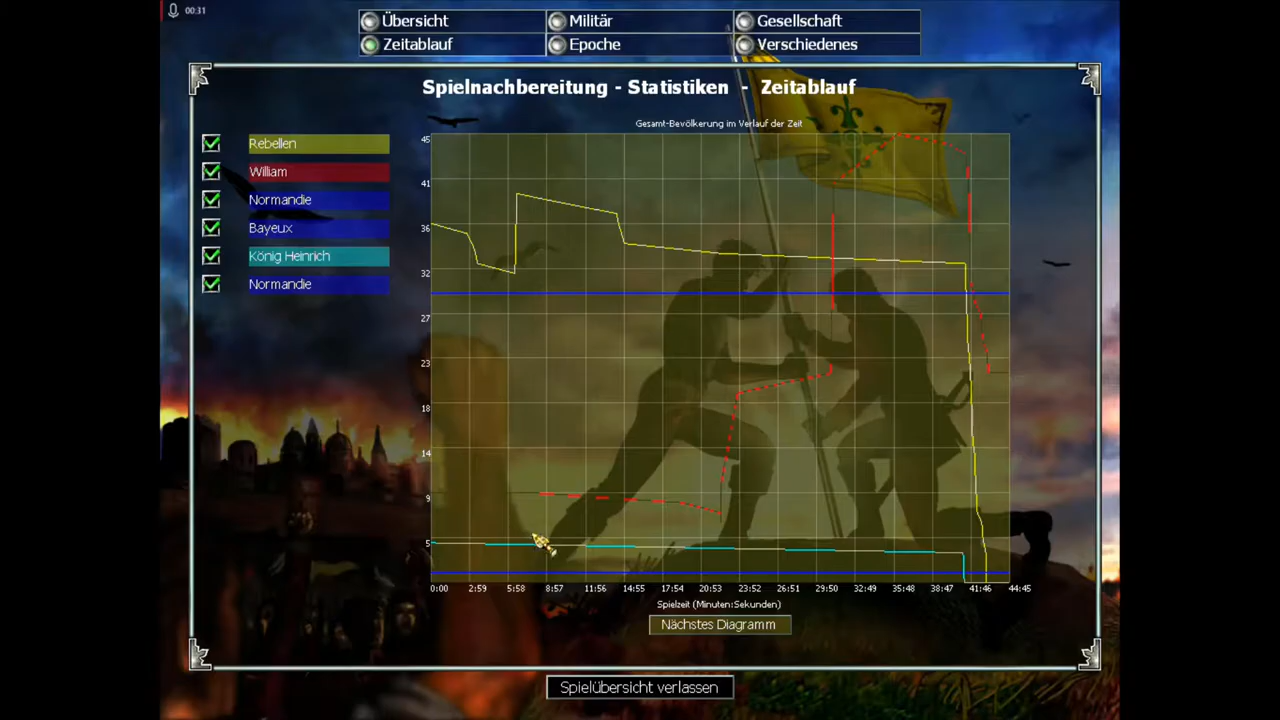 00:31
Übersicht
Militär
Gesellschaft
Zeitablauf
Epoche
Verschiedenes
Spielnachbereitung - Statistiken - Zeitablauf
Gesamt-Bevölkerung im Verlauf der Zeit
Rebellen
William
Normandie
Bayeux
König Heinrich
Normandie
45
41
36
32
27
23
18
14
9
5
0:00 2:59 5:58 8:57 11:56 14:55 17:54 20:53 23:52 26:51 29:50 32:49 35:48 38:47 41:46 44:45
Spielzeit (Minuten:Sekunden)
Nächstes Diagramm
Spielübersicht verlassen